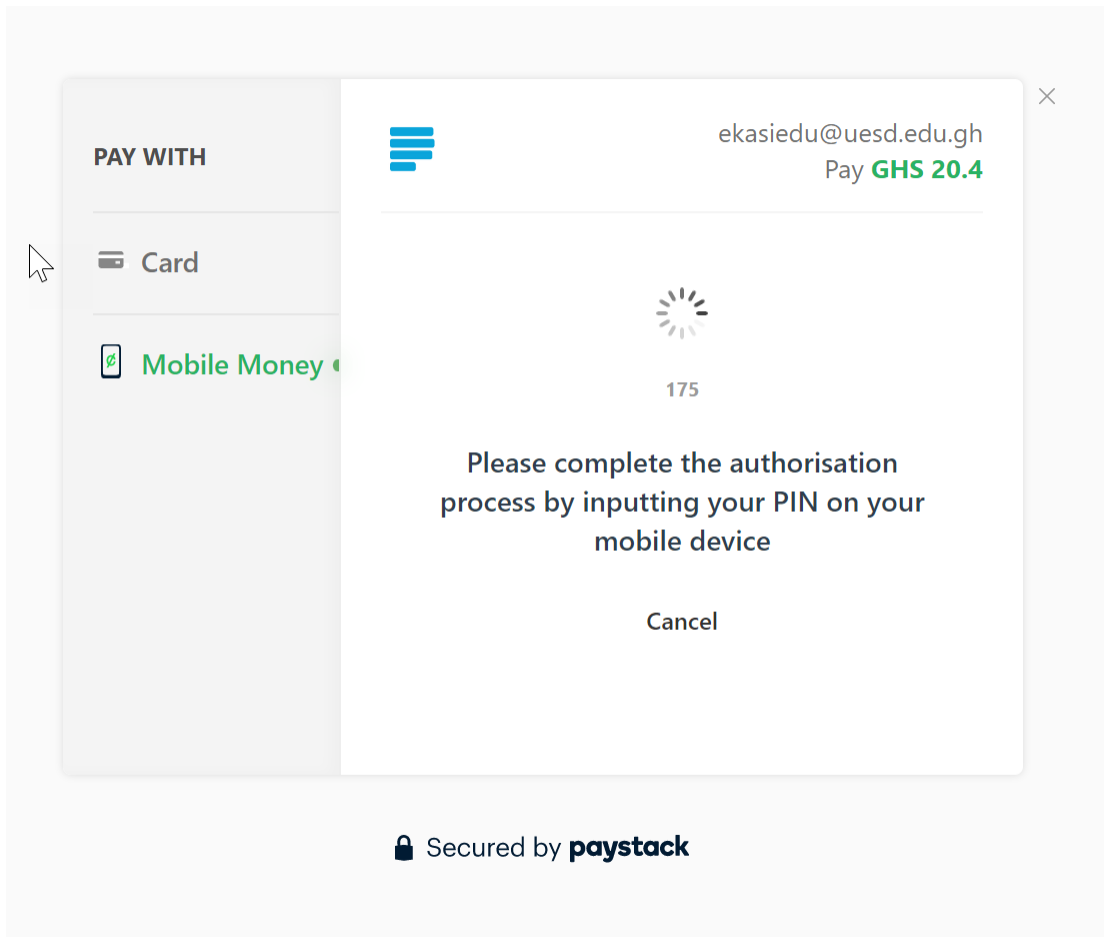 PAY WITH
Card
Mobile Money
ekasiedu@uesd.edu.gh
Pay GHS 20.4
175
Please complete the authorisation
process by inputting your PIN on your
mobile device
Cancel
Secured by paystack